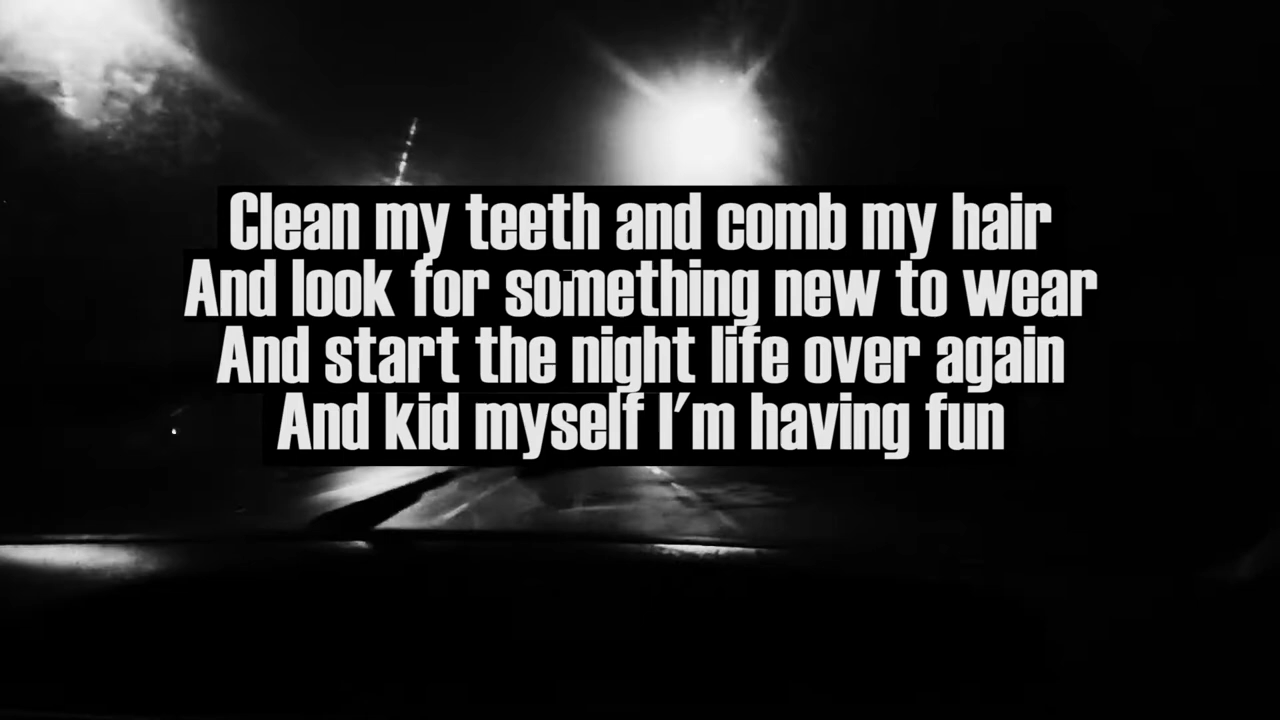 Clean my teeth and comb my hair
And look for something new to wear
And start the night life over again
And kid myself I'm having fun